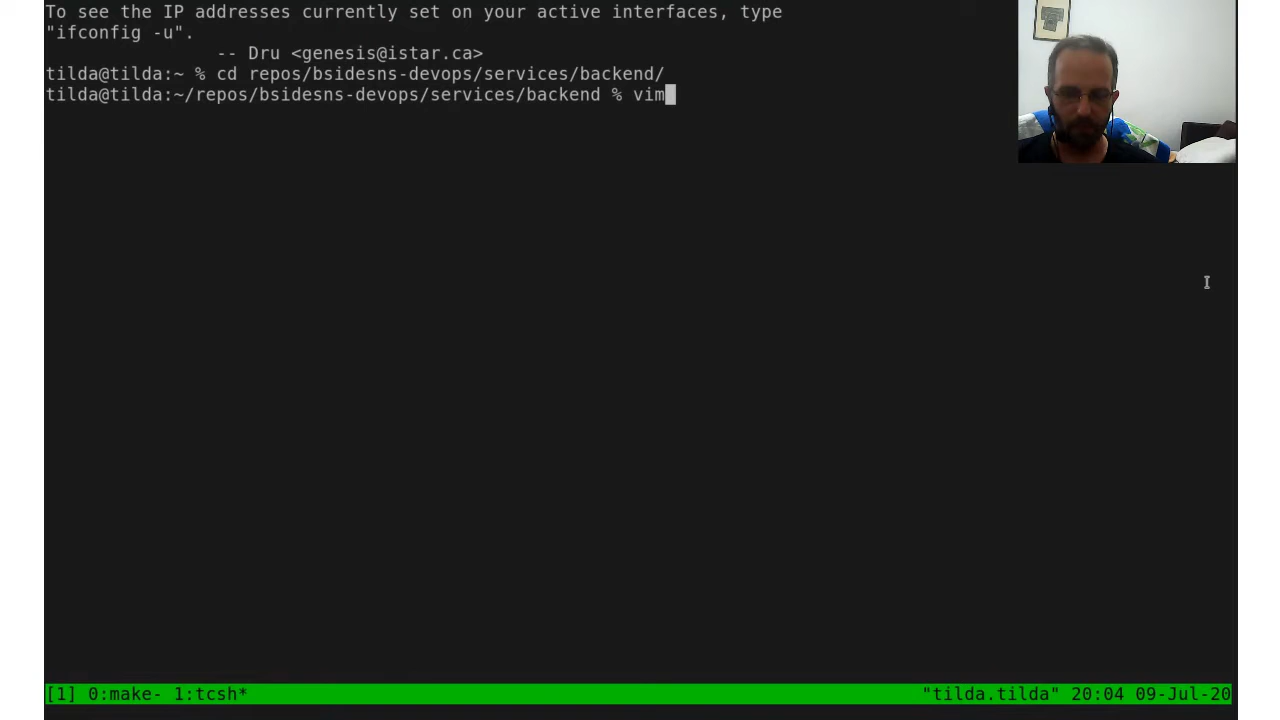 To see the IP addresses currently set on your active interfaces, type
"ifconfig -u".
-- Dru <genesis@istar.ca>
tilda@tilda:~ % cd repos/bsidesns-devops/services/backend/
tilda@tilda:~/repos/bsidesns-devops/services/backend % vim
[1] 0:make- 1:tcsh* "tilda.tilda" 20:04 09-Jul-20